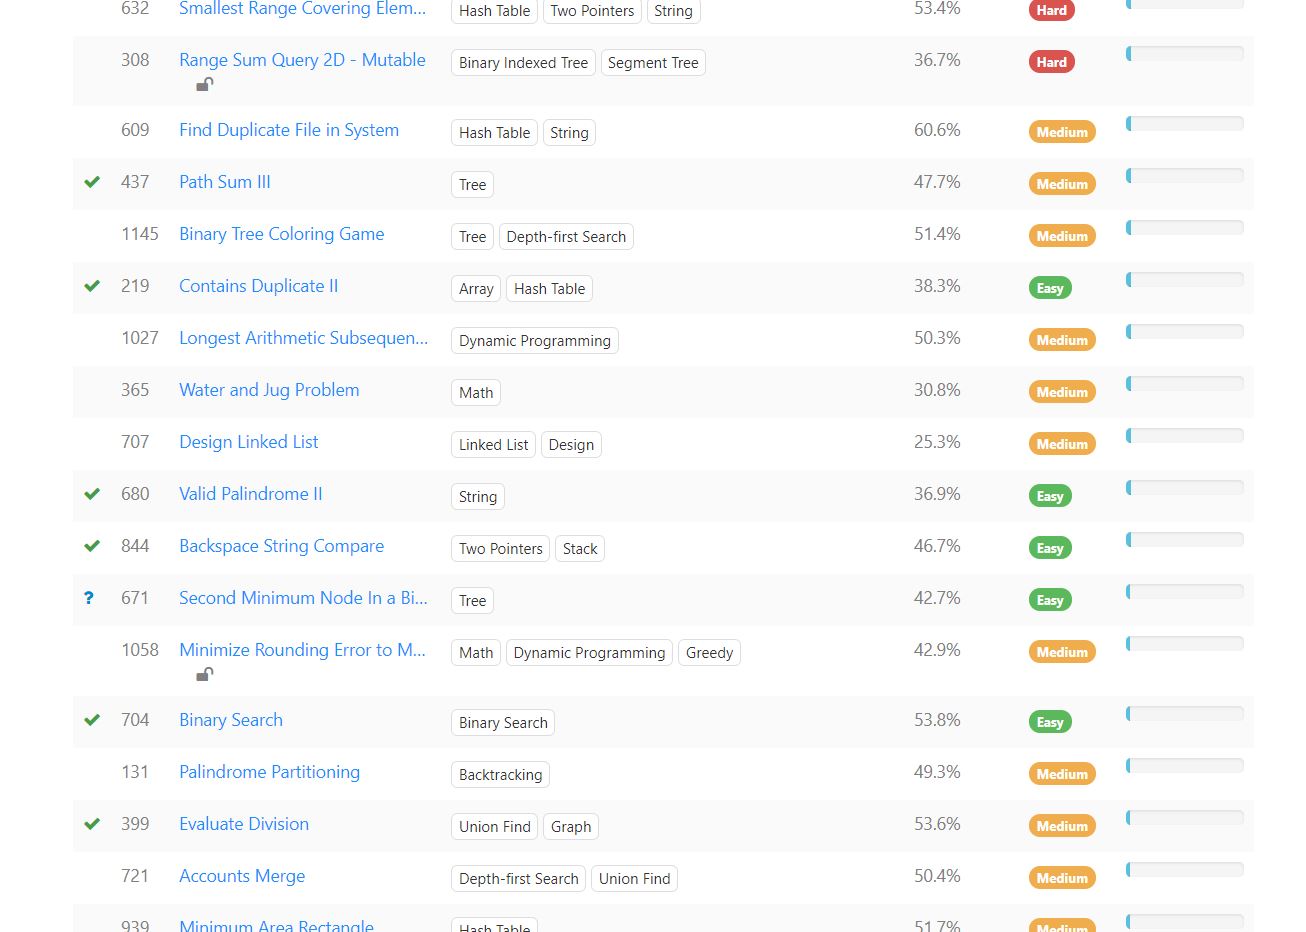 632 Smallest Range Covering Elem... Hash Table Two Pointers String 53.4% Hard
308 Range Sum Query 2D - Mutable Binary Indexed Tree Segment Tree 36.7% Hard
609 Find Duplicate File in System Hash Table String 60.6% Medium
437 Path Sum III Tree 47.7% Medium
1145 Binary Tree Coloring Game Tree Depth-first Search 51.4% Medium
219 Contains Duplicate II Array Hash Table 38.3% Easy
1027 Longest Arithmetic Subsequen... Dynamic Programming 50.3% Medium
365 Water and Jug Problem Math 30.8% Medium
707 Design Linked List Linked List Design 25.3% Medium
680 Valid Palindrome II String 36.9% Easy
844 Backspace String Compare Two Pointers Stack 46.7% Easy
? 671 Second Minimum Node In a Bi... Tree 42.7% Easy
1058 Minimize Rounding Error to M... Math Dynamic Programming Greedy 42.9% Medium
704 Binary Search Binary Search 53.8% Easy
131 Palindrome Partitioning Backtracking 49.3% Medium
399 Evaluate Division Union Find Graph 53.6% Medium
721 Accounts Merge Depth-first Search Union Find 50.4% Medium
939 Minimum Area Rectangle Hash Table 51.7% Medium